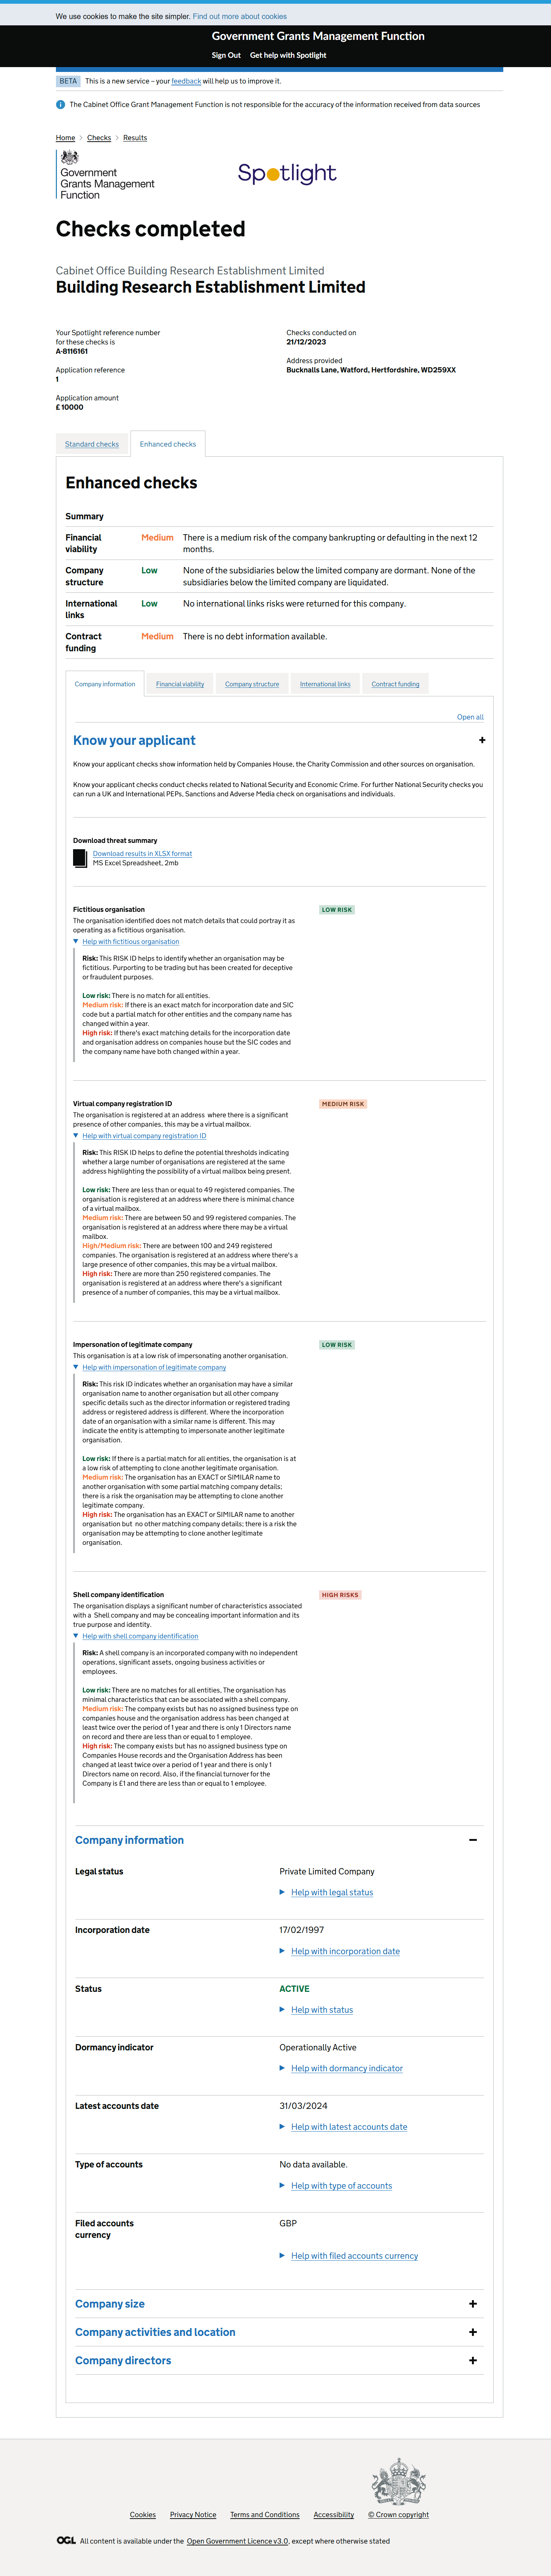 We use cookies to make the site simpler. Find out more about cookies
Government Grants Management Function
Sign Out Get help with Spotlight
BETA This is a new service – your feedback will help us to improve it.
i The Cabinet Office Grant Management Function is not responsible for the accuracy of the information received from data sources
Home > Checks > Results
Government
Grants Management
Function
Spotlight
Checks completed
Cabinet Office Building Research Establishment Limited
Building Research Establishment Limited
Your Spotlight reference number
for these checks is
A-8116161
Application reference
1
Application amount
£ 10000
Checks conducted on
21/12/2023
Address provided
Bucknalls Lane, Watford, Hertfordshire, WD259XX
Standard checks Enhanced checks
Enhanced checks
Summary
Financial viability Medium There is a medium risk of the company bankrupting or defaulting in the next 12
months.
Company structure Low None of the subsidiaries below the limited company are dormant. None of the
subsidiaries below the limited company are liquidated.
International links Low No international links risks were returned for this company.
Contract funding Medium There is no debt information available.
Company information Financial viability Company structure International links Contract funding
Open all
Know your applicant +
Know your applicant checks show information held by Companies House, the Charity Commission and other sources on organisation.
Know your applicant checks conduct checks related to National Security and Economic Crime. For further National Security checks you
can run a UK and International PEPs, Sanctions and Adverse Media check on organisations and individuals.
Download threat summary
Download results in XLSX format
MS Excel Spreadsheet, 2mb
Fictitious organisation LOW RISK
The organisation identified does not match details that could portray it as
operating as a fictitious organisation.
Help with fictitious organisation
Risk: This RISK ID helps to identify whether an organisation may be
fictitious. Purporting to be trading but has been created for deceptive
or fraudulent purposes.
Low risk: There is no match for all entities.
Medium risk: If there is an exact match for incorporation date and SIC
code but a partial match for other entities and the company name has
changed within a year.
High risk: If there's exact matching details for the incorporation date
and organisation address on companies house but the SIC codes and
the company name have both changed within a year.
Virtual company registration ID MEDIUM RISK
The organisation is registered at an address where there is a significant
presence of other companies, this may be a virtual mailbox.
Help with virtual company registration ID
Risk: This RISK ID helps to define the potential thresholds indicating
whether a large number of organisations are registered at the same
address highlighting the possibility of a virtual mailbox being present.
Low risk: There are less than or equal to 49 registered companies. The
organisation is registered at an address where there is minimal chance
of a virtual mailbox.
Medium risk: There are between 50 and 99 registered companies. The
organisation is registered at an address where there may be a virtual
mailbox.
High/Medium risk: There are between 100 and 249 registered
companies. The organisation is registered at an address where there's a
large presence of other companies, this may be a virtual mailbox.
High risk: There are more than 250 registered companies. The
organisation is registered at an address where there's a significant
presence of a number of companies, this may be a virtual mailbox.
Impersonation of legitimate company LOW RISK
This organisation is at a low risk of impersonating another organisation.
Help with impersonation of legitimate company
Risk: This risk ID indicates whether an organisation may have a similar
organisation name to another organisation but all other company
specific details such as the director information or registered trading
address or registered address is different. Where the incorporation
date of an organisation with a similar name is different. This may
indicate the entity is attempting to impersonate another legitimate
organisation.
Low risk: If there is a partial match for all entities, the organisation is at
a low risk of attempting to clone another legitimate organisation.
Medium risk: The organisation has an EXACT or SIMILAR name to
another organisation with some partial matching company details;
there is a risk the organisation may be attempting to clone another
legitimate company.
High risk: The organisation has an EXACT or SIMILAR name to another
organisation but no other matching company details; there is a risk the
organisation may be attempting to clone another legitimate
organisation.
Shell company identification HIGH RISKS
The organisation displays a significant number of characteristics associated
with a Shell company and may be concealing important information and its
true purpose and identity.
Help with shell company identification
Risk: A shell company is an incorporated company with no independent
operations, significant assets, ongoing business activities or
employees.
Low risk: There are no matches for all entities, The organisation has
minimal characteristics that can be associated with a shell company.
Medium risk: The company exists but has no assigned business type on
companies house and the organisation address has been changed at
least twice over the period of 1 year and there is only 1 Directors name
on record and there are less than or equal to 1 employee.
High risk: The company exists but has no assigned business type on
Companies House records and the Organisation Address has been
changed at least twice over a period of 1 year and there is only 1
Directors name on record. Also, if the financial turnover for the
Company is £1 and there are less than or equal to 1 employee.
Company information −
Legal status Private Limited Company
Help with legal status
Incorporation date 17/02/1997
Help with incorporation date
Status ACTIVE
Help with status
Dormancy indicator Operationally Active
Help with dormancy indicator
Latest accounts date 31/03/2024
Help with latest accounts date
Type of accounts No data available.
Help with type of accounts
Filed accounts currency GBP
Help with filed accounts currency
Company size +
Company activities and location +
Company directors +
Cookies Privacy Notice Terms and Conditions Accessibility © Crown copyright
OGL All content is available under the Open Government Licence v3.0, except where otherwise stated